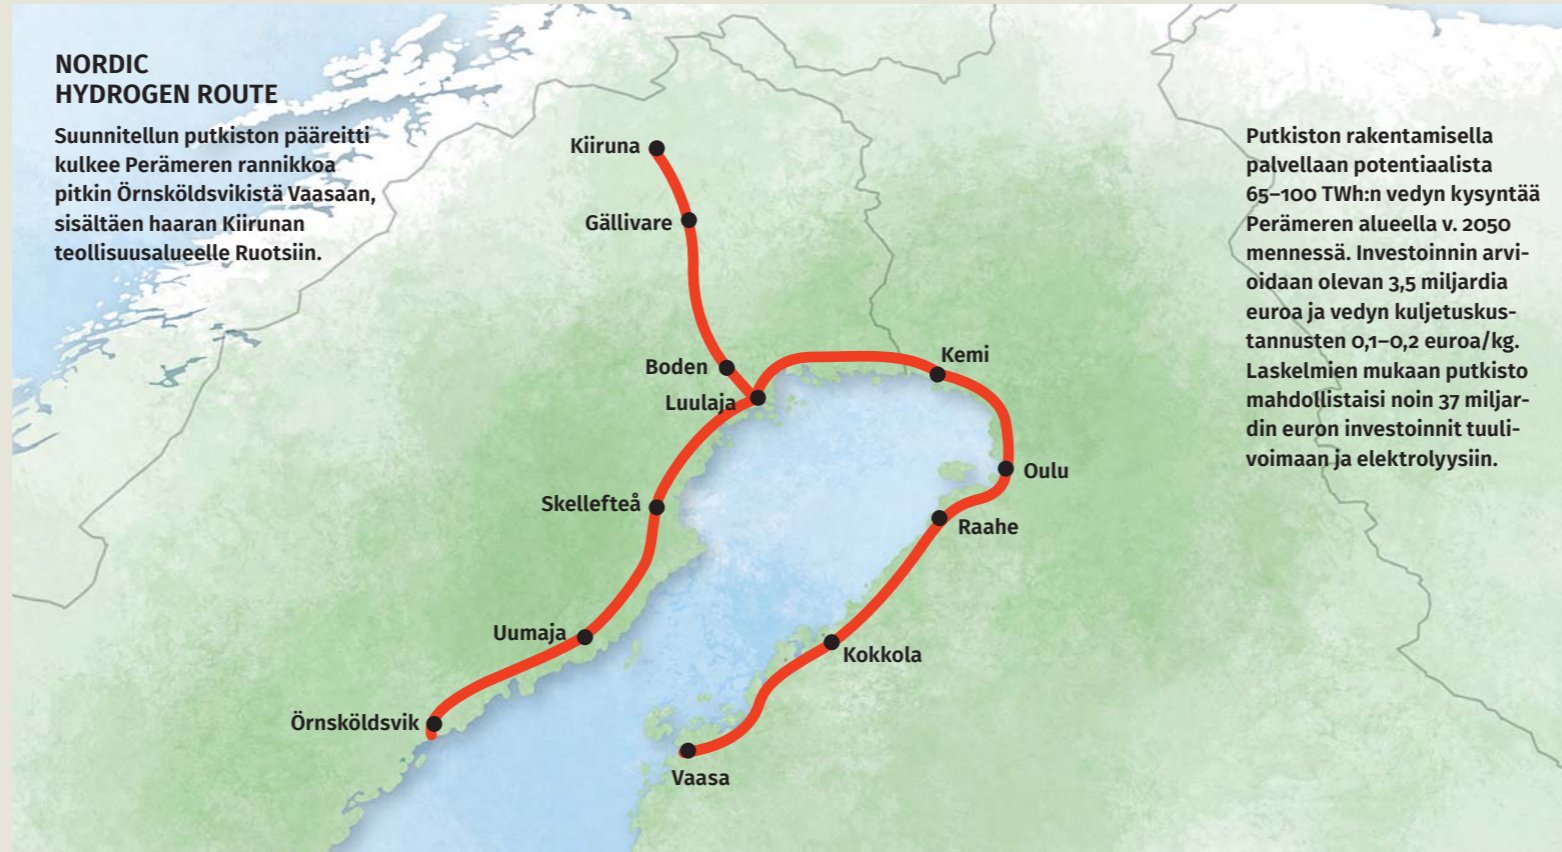 NORDIC
HYDROGEN ROUTE
Suunnitellun putkiston pääreitti
kulkee Perämeren rannikkoa
pitkin Örnsköldsvikistä Vaasaan,
sisältäen haaran Kiirunan
teollisuusalueelle Ruotsiin.
Putkiston rakentamisella
palvellaan potentiaalista
65–100 TWh:n vedyn kysyntää
Perämeren alueella v. 2050
mennessä. Investoinnin arvi-
oidaan olevan 3,5 miljardia
euroa ja vedyn kuljetuskus-
tannusten 0,1–0,2 euroa/kg.
Laskelmien mukaan putkisto
mahdollistaisi noin 37 miljar-
din euron investoinnit tuuli-
voimaan ja elektrolyysiin.
Kiiruna
Gällivare
Boden
Luulaja
Kemi
Oulu
Raahe
Skellefteå
Uumaja
Kokkola
Örnsköldsvik
Vaasa